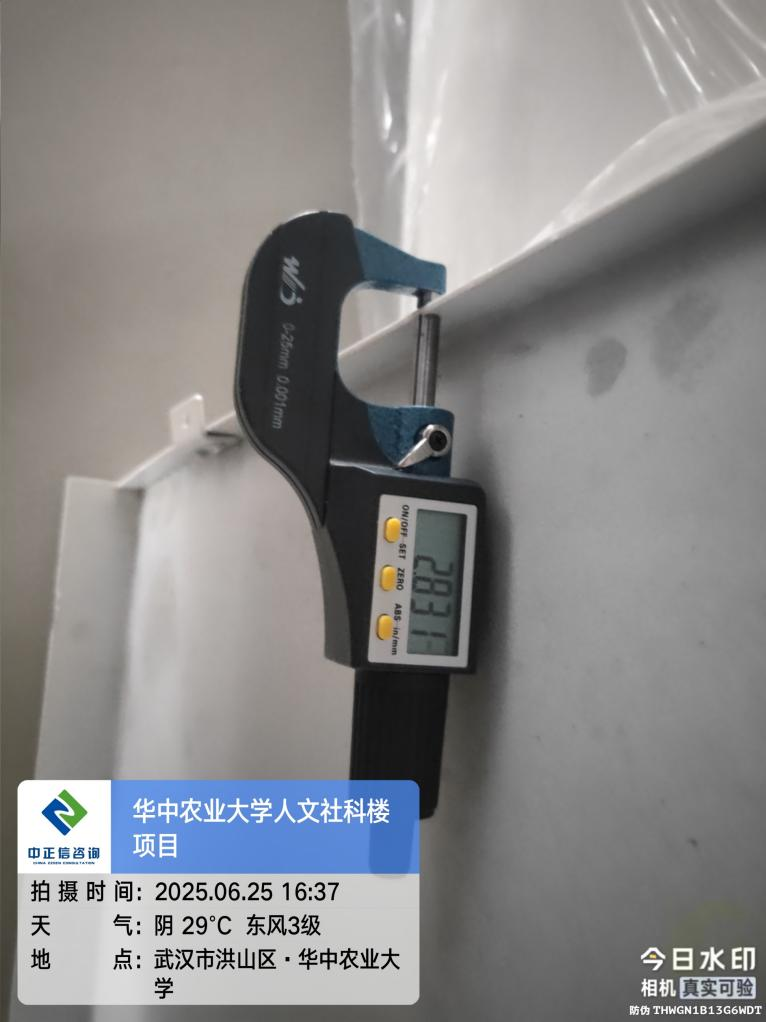 W
0-25mm 0.001mm
ON/OFF SET
ZERO
ABS in/mm
2.831
中正信咨询
CHINA ZENXIN CONSULTATION
华中农业大学人文社科楼
项目
拍摄时间: 2025.06.25 16:37
天气: 阴 29°C 东风3级
地点: 武汉市洪山区·华中农业大
学
今日水印
相机 真实可验
防伪 THWGN1B13G6WDT